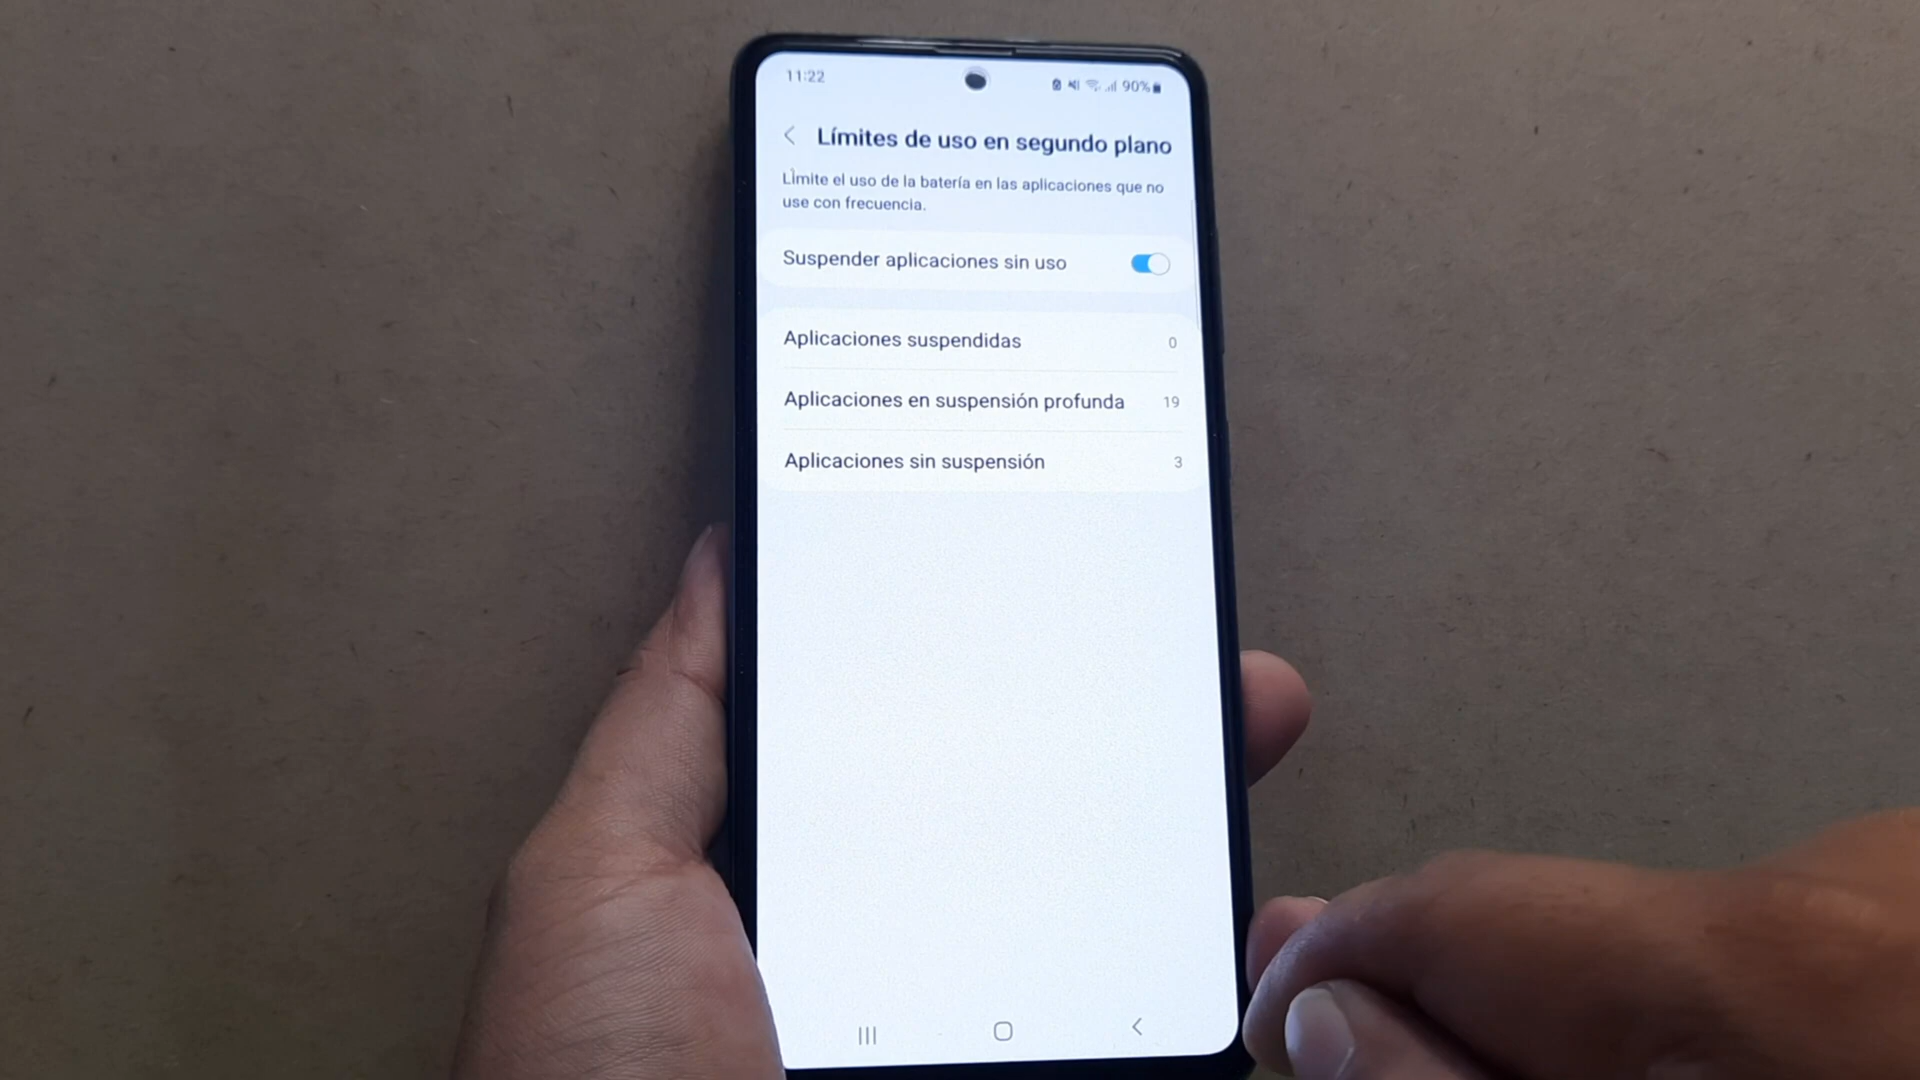 11:22
90%
Límites de uso en segundo plano
Limite el uso de la batería en las aplicaciones que no
use con frecuencia.
Suspender aplicaciones sin uso
Aplicaciones suspendidas 0
Aplicaciones en suspensión profunda 19
Aplicaciones sin suspensión 3